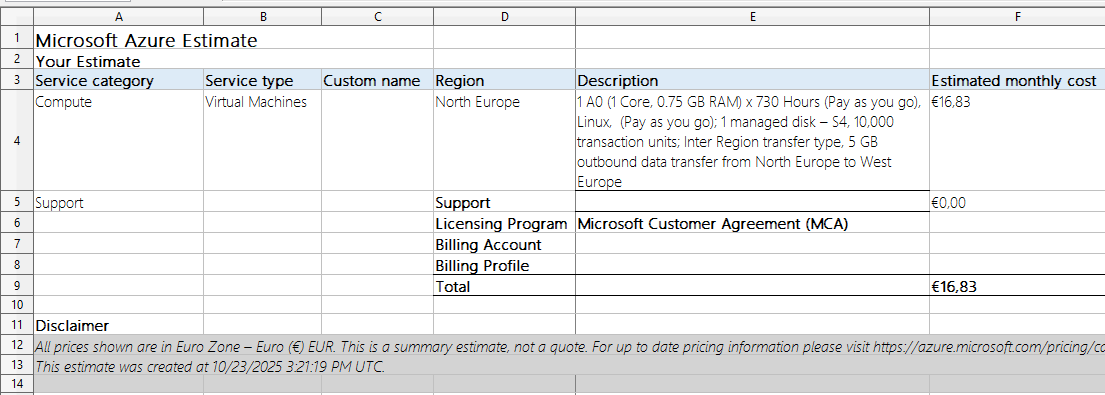 A B C D E F
1 Microsoft Azure Estimate
2 Your Estimate
3 Service category Service type Custom name Region Description Estimated monthly cost
4 Compute Virtual Machines North Europe 1 A0 (1 Core, 0.75 GB RAM) x 730 Hours (Pay as you go), €16,83
Linux, (Pay as you go); 1 managed disk – S4, 10,000
transaction units; Inter Region transfer type, 5 GB
outbound data transfer from North Europe to West
Europe
5 Support Support €0,00
6 Licensing Program Microsoft Customer Agreement (MCA)
7 Billing Account
8 Billing Profile
9 Total €16,83
10
11 Disclaimer
12 All prices shown are in Euro Zone – Euro (€) EUR. This is a summary estimate, not a quote. For up to date pricing information please visit https://azure.microsoft.com/pricing/
13 This estimate was created at 10/23/2025 3:21:19 PM UTC.
14